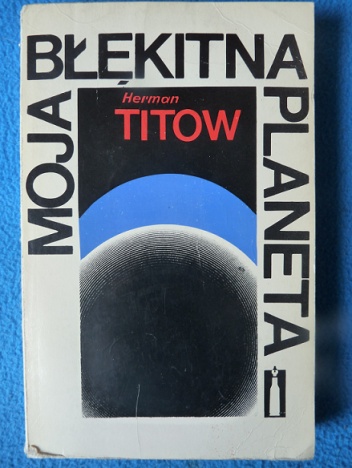 MOJA
BŁĘKITNA
PLANETA
Herman
TITOW